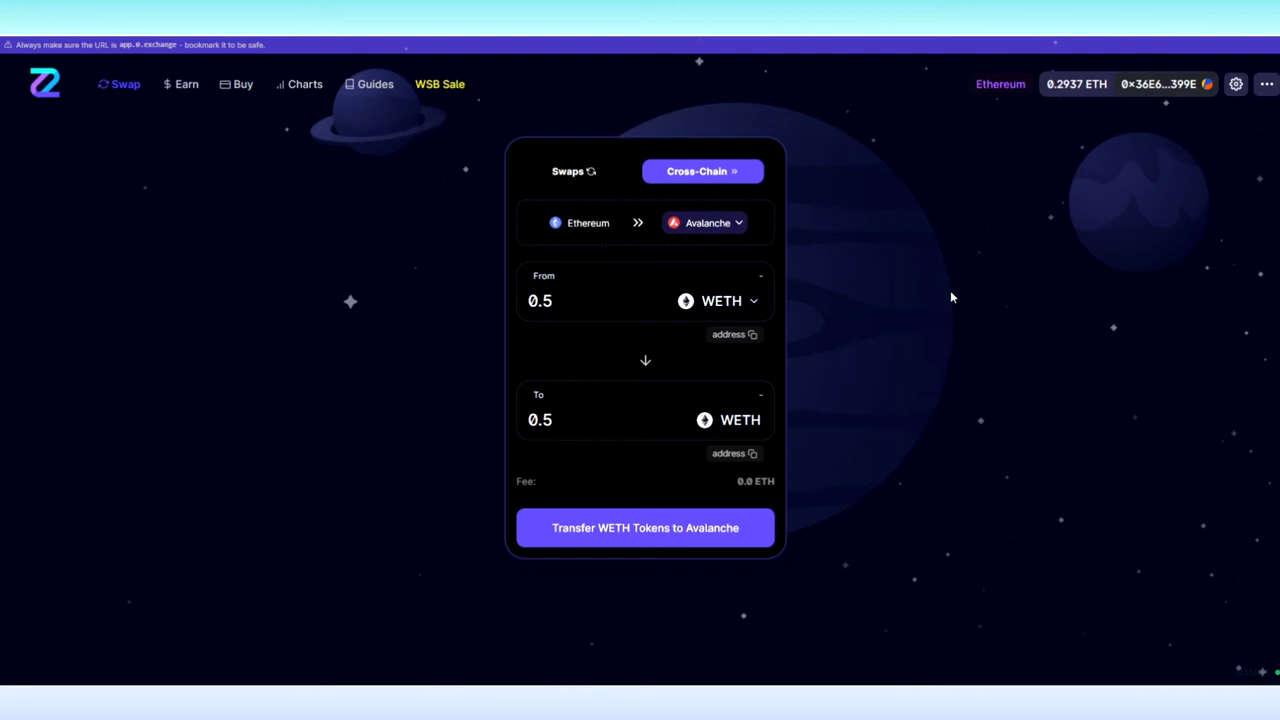 Always make sure the URL is app.0.exchange - bookmark it to be safe.
Swap Earn Buy Charts Guides WSB Sale Ethereum 0.2937 ETH 0×36E6...399E
Swaps Cross-Chain »
Ethereum » Avalanche
From -
0.5 WETH
address
To -
0.5 WETH
address
Fee: 0.0 ETH
Transfer WETH Tokens to Avalanche